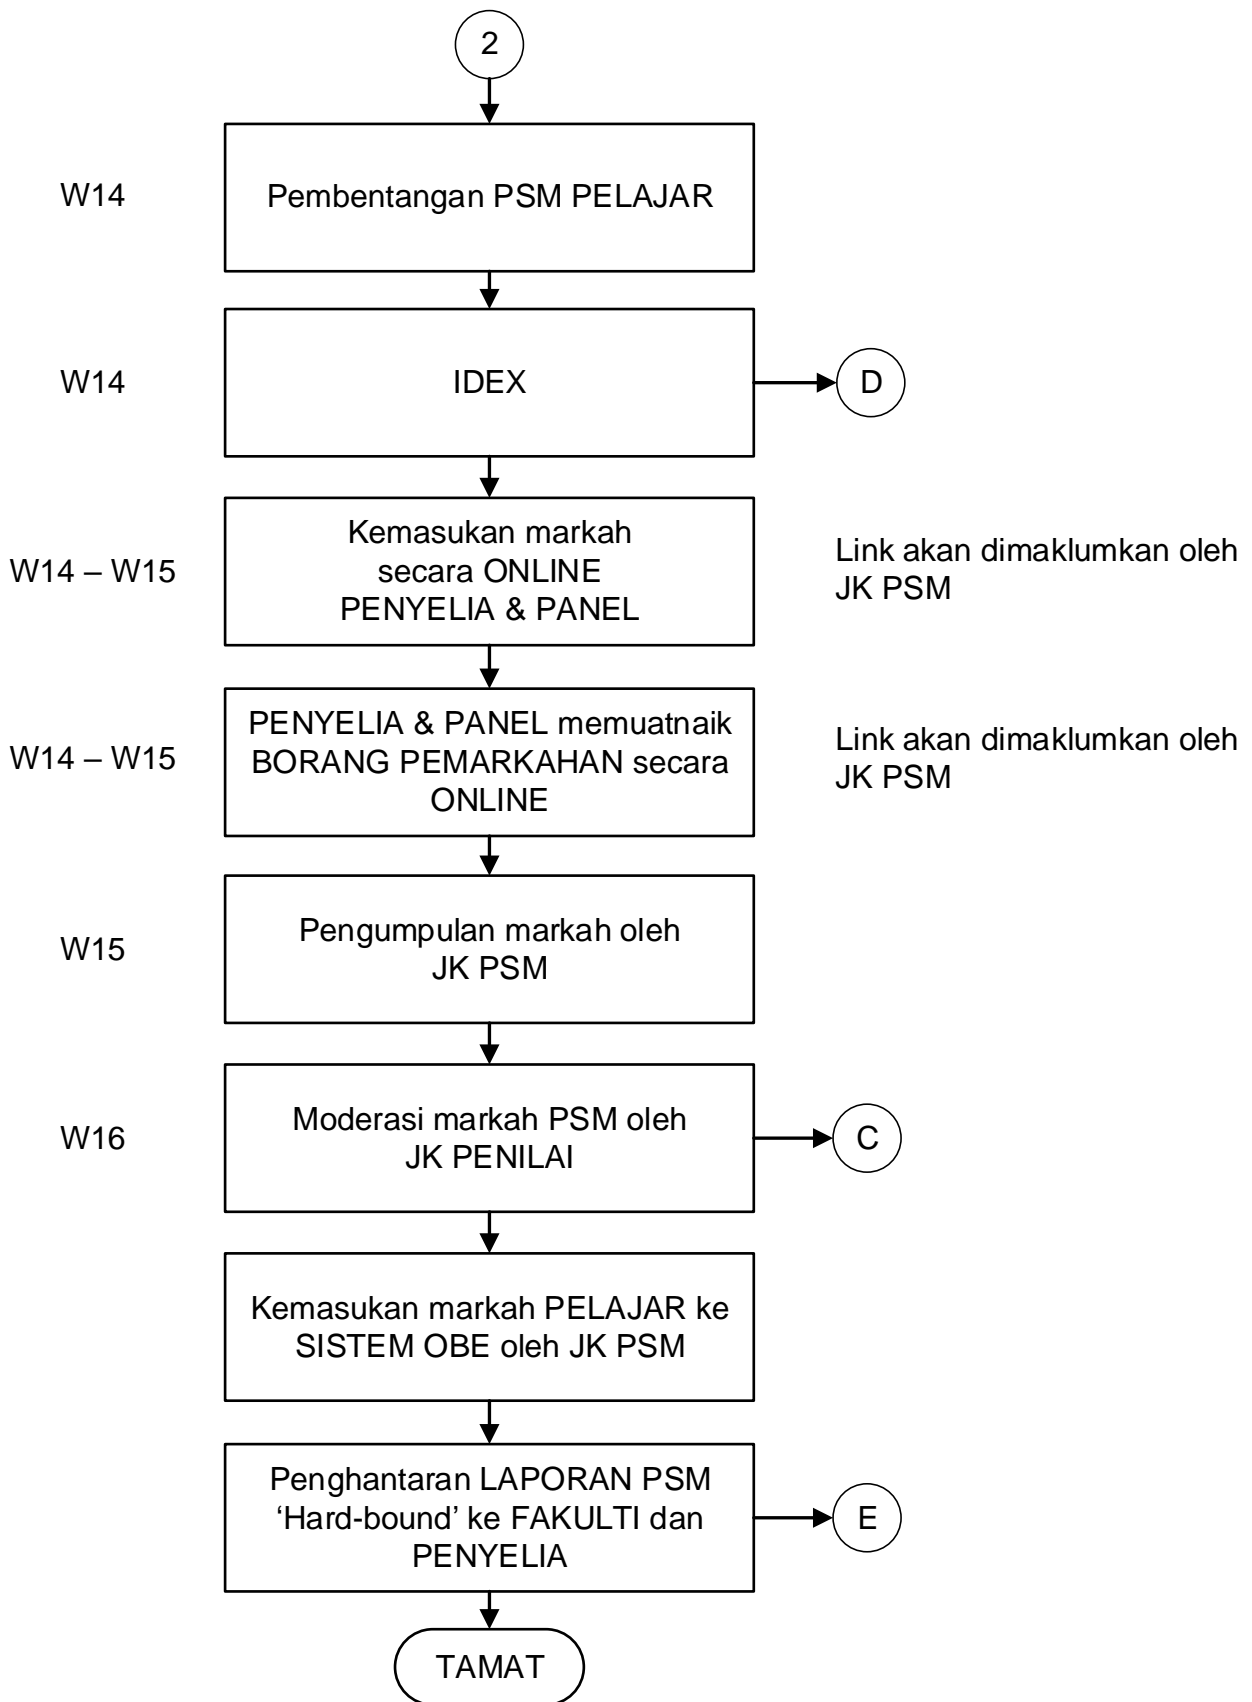 2
W14
Pembentangan PSM PELAJAR
W14
IDEX
D
W14 – W15
Kemasukan markah
secara ONLINE
PENYELIA & PANEL
Link akan dimaklumkan oleh
JK PSM
W14 – W15
PENYELIA & PANEL memuatnaik
BORANG PEMARKAHAN secara
ONLINE
Link akan dimaklumkan oleh
JK PSM
W15
Pengumpulan markah oleh
JK PSM
W16
Moderasi markah PSM oleh
JK PENILAI
C
Kemasukan markah PELAJAR ke
SISTEM OBE oleh JK PSM
Penghantaran LAPORAN PSM
‘Hard-bound’ ke FAKULTI dan
PENYELIA
E
TAMAT